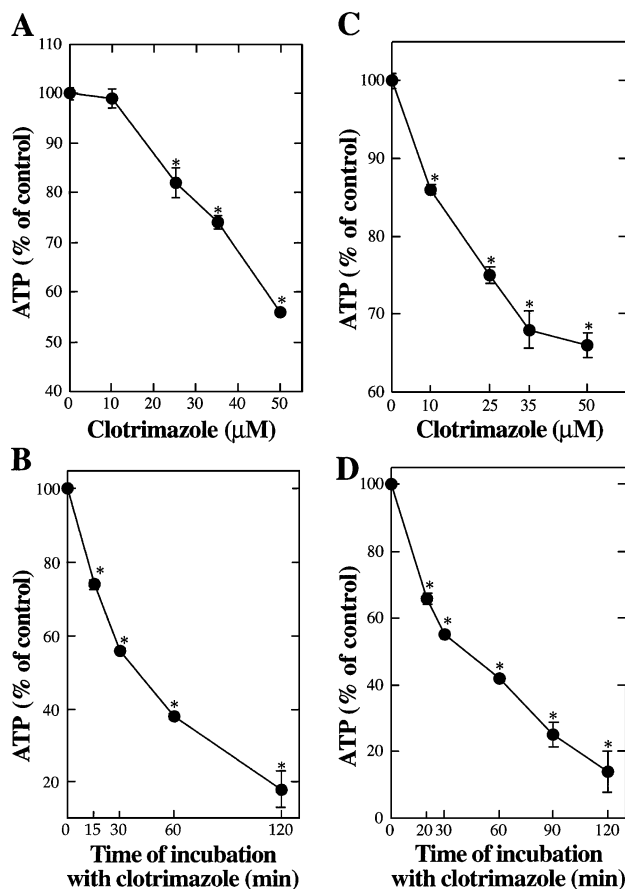 A
110
100
90
80
70
60
50
40
ATP (% of control)
0 10 20 30 40 50
Clotrimazole (μM)
*
*
*
C
100
90
80
70
60
ATP (% of control)
0 10 25 35 50
Clotrimazole (μM)
*
*
*
*
B
100
80
60
40
20
ATP (% of control)
0 15 30 60 120
Time of incubation
with clotrimazole (min)
*
*
*
*
D
100
80
60
40
20
0
ATP (% of control)
0 20 30 60 90 120
Time of incubation
with clotrimazole (min)
*
*
*
*
*